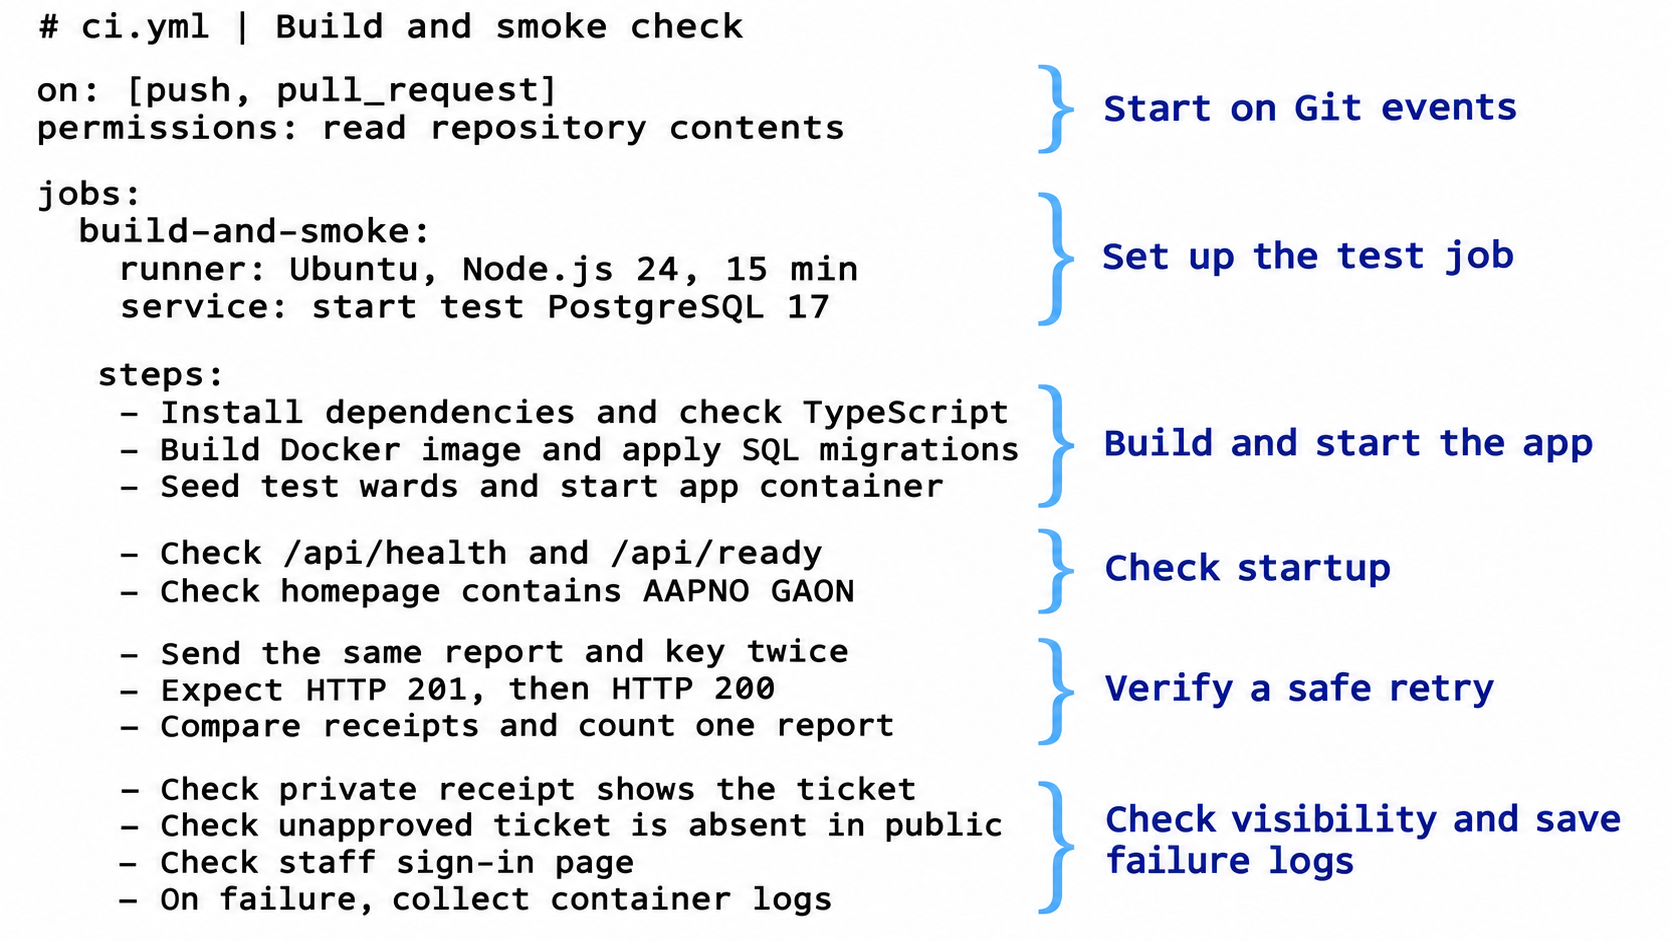 # ci.yml | Build and smoke check
on: [push, pull_request]
permissions: read repository contents
Start on Git events
jobs:
build-and-smoke:
runner: Ubuntu, Node.js 24, 15 min
service: start test PostgreSQL 17
Set up the test job
steps:
– Install dependencies and check TypeScript
– Build Docker image and apply SQL migrations
– Seed test wards and start app container
Build and start the app
– Check /api/health and /api/ready
– Check homepage contains AAPNO GAON
Check startup
– Send the same report and key twice
– Expect HTTP 201, then HTTP 200
– Compare receipts and count one report
Verify a safe retry
– Check private receipt shows the ticket
– Check unapproved ticket is absent in public
– Check staff sign-in page
– On failure, collect container logs
Check visibility and save
failure logs